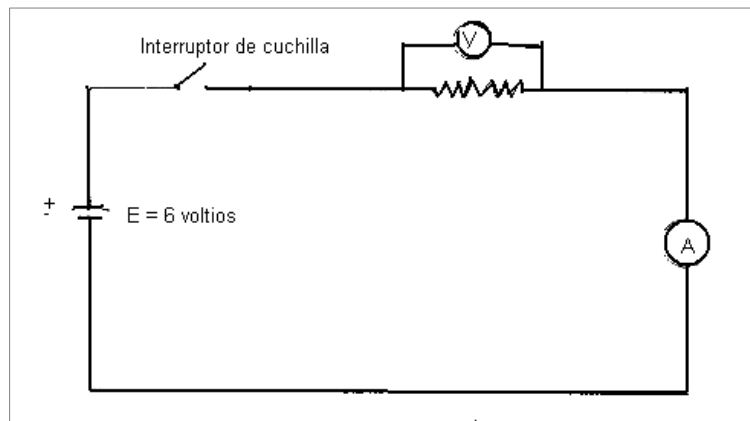 Interruptor de cuchilla
V
+
-
E = 6 voltios
A